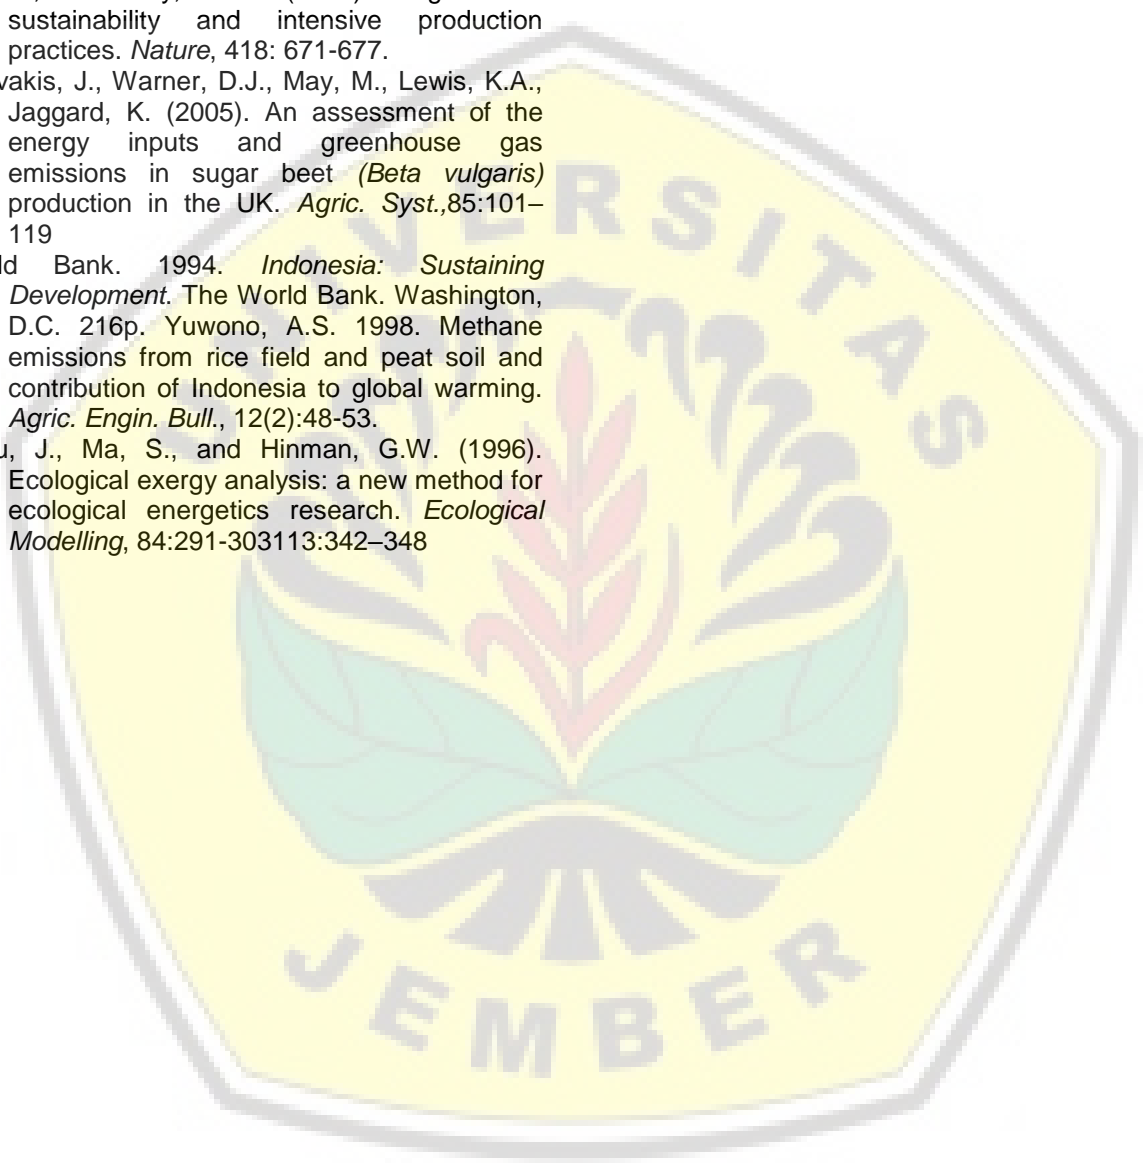 sustainability and intensive production
practices. Nature, 418: 671-677.
vakis, J., Warner, D.J., May, M., Lewis, K.A.,
Jaggard, K. (2005). An assessment of the
energy inputs and greenhouse gas
emissions in sugar beet (Beta vulgaris)
production in the UK. Agric. Syst.,85:101–
119
ld Bank. 1994. Indonesia: Sustaining
Development. The World Bank. Washington,
D.C. 216p. Yuwono, A.S. 1998. Methane
emissions from rice field and peat soil and
contribution of Indonesia to global warming.
Agric. Engin. Bull., 12(2):48-53.
u, J., Ma, S., and Hinman, G.W. (1996).
Ecological exergy analysis: a new method for
ecological energetics research. Ecological
Modelling, 84:291-303113:342–348
UNIVERSITAS
JEMBER